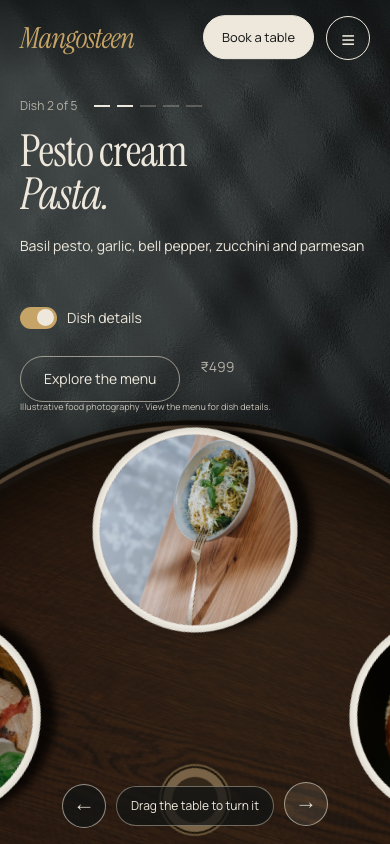 Mangosteen
Book a table
Dish 2 of 5
Pesto cream
Pasta.
Basil pesto, garlic, bell pepper, zucchini and parmesan
Dish details
Explore the menu
₹499
Illustrative food photography · View the menu for dish details.
← Drag the table to turn it →